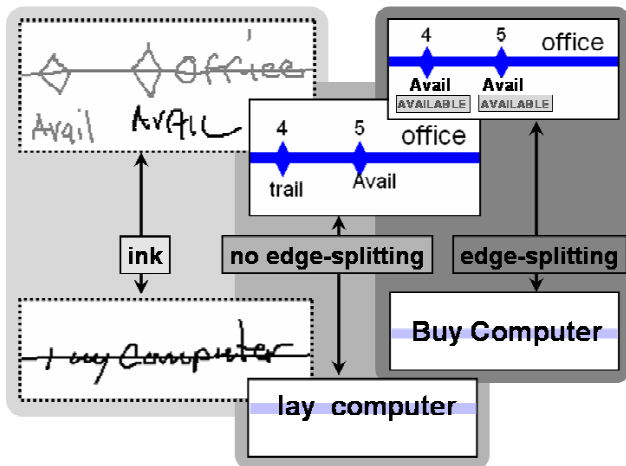 office
Avail AVAIL
ink
I uy Computer
4 5
office
trail Avail
no edge-splitting
lay computer
4 5
office
Avail Avail
AVAILABLE AVAILABLE
edge-splitting
Buy Computer